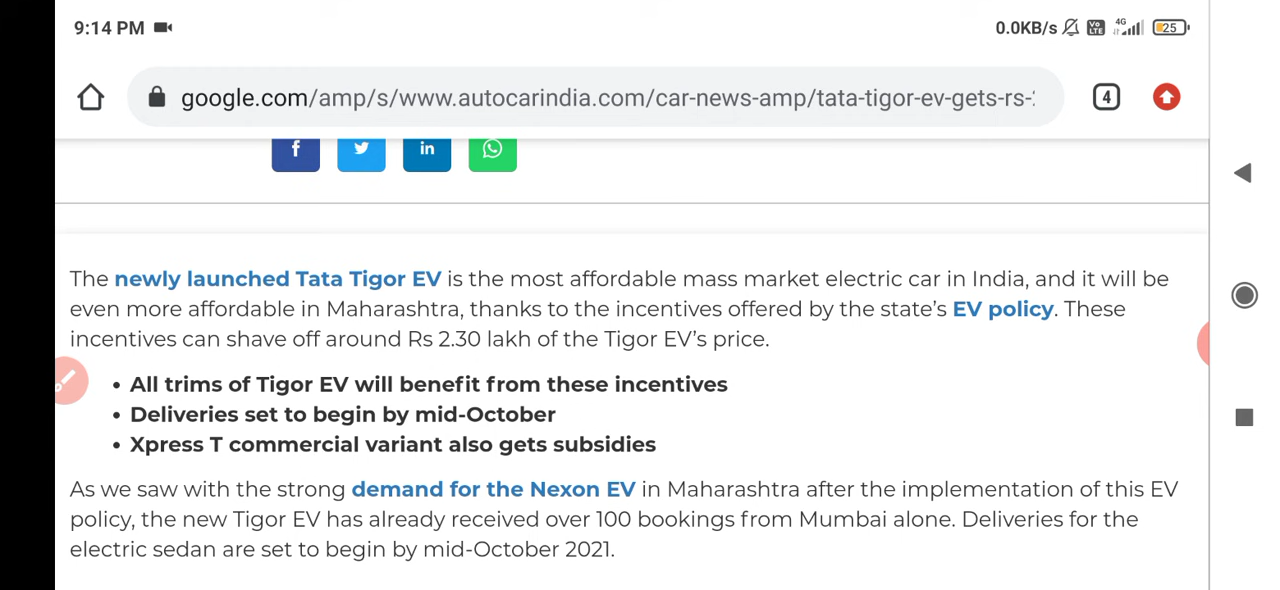 9:14 PM
0.0KB/s Vo LTE 4G 25
google.com/amp/s/www.autocarindia.com/car-news-amp/tata-tigor-ev-gets-rs-
4
f in
The newly launched Tata Tigor EV is the most affordable mass market electric car in India, and it will be
even more affordable in Maharashtra, thanks to the incentives offered by the state's EV policy. These
incentives can shave off around Rs 2.30 lakh of the Tigor EV's price.
• All trims of Tigor EV will benefit from these incentives
• Deliveries set to begin by mid-October
• Xpress T commercial variant also gets subsidies
As we saw with the strong demand for the Nexon EV in Maharashtra after the implementation of this EV
policy, the new Tigor EV has already received over 100 bookings from Mumbai alone. Deliveries for the
electric sedan are set to begin by mid-October 2021.